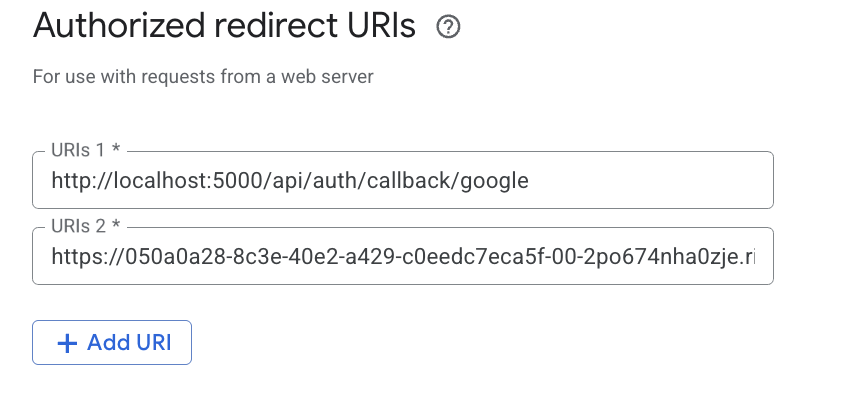 Authorized redirect URIs
For use with requests from a web server
URIs 1 *
http://localhost:5000/api/auth/callback/google
URIs 2 *
https://050a0a28-8c3e-40e2-a429-c0eedc7eca5f-00-2po674nha0zje.ri
+ Add URI